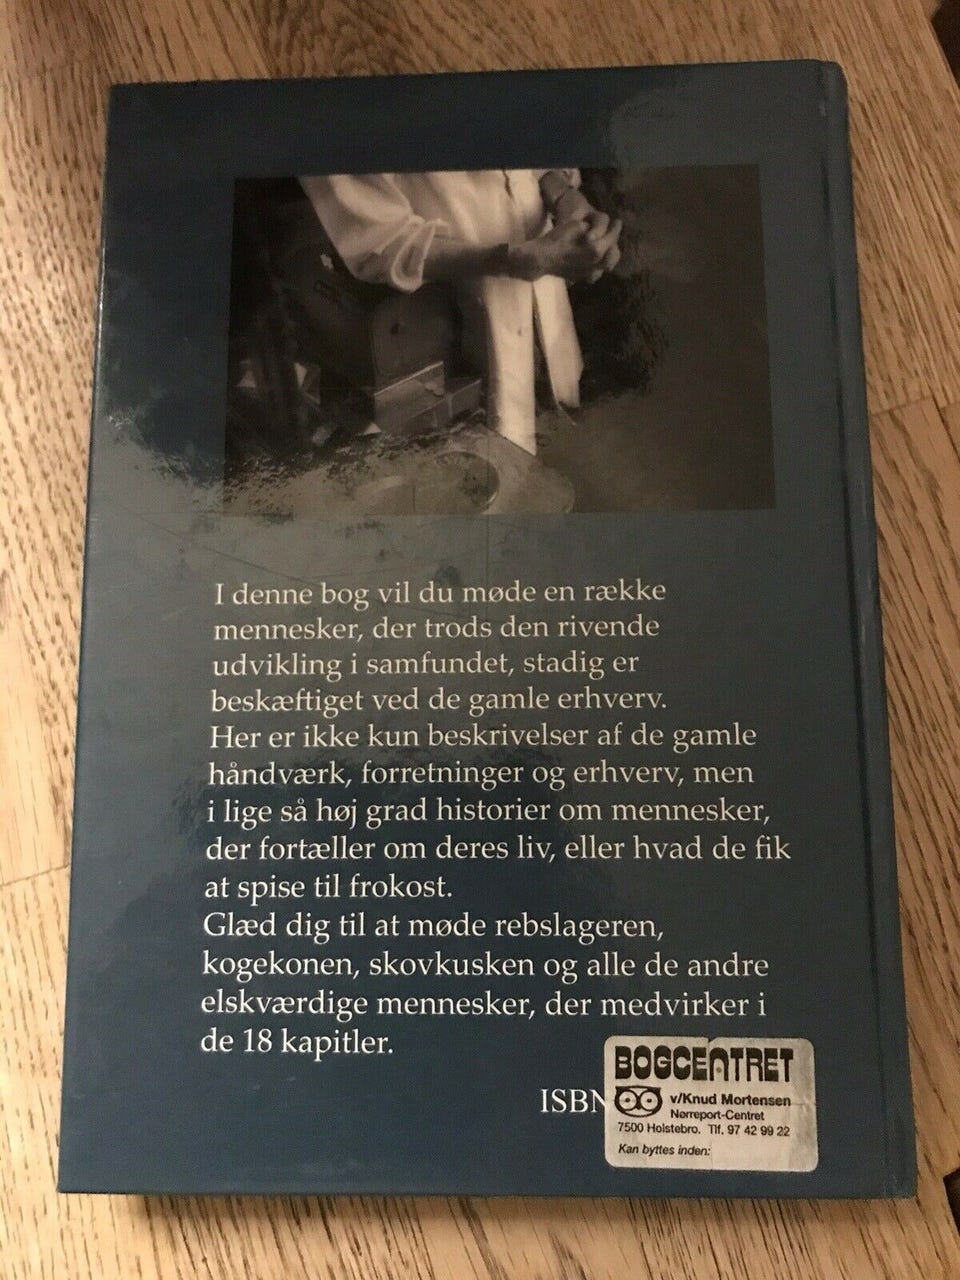 I denne bog vil du møde en række
mennesker, der trods den rivende
udvikling i samfundet, stadig er
beskæftiget ved de gamle erhverv.
Her er ikke kun beskrivelser af de gamle
håndværk, forretninger og erhverv, men
i lige så høj grad historier om mennesker,
der fortæller om deres liv, eller hvad de fik
at spise til frokost.
Glæd dig til at møde rebslageren,
kogekonen, skovkusken og alle de andre
elskværdige mennesker, der medvirker i
de 18 kapitler.
ISBN
BOGCENTRET
v/Knud Mortensen
Nørreport-Centret
7500 Holstebro. Tlf. 97 42 99 22
Kan byttes inden: